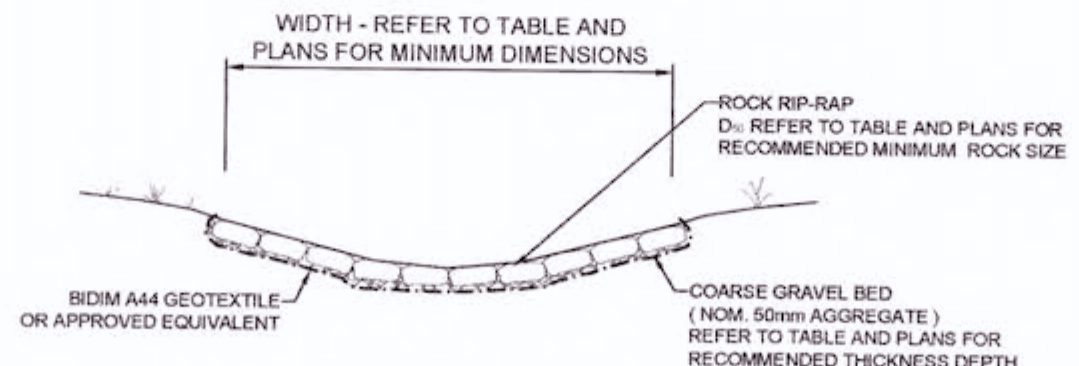 WIDTH - REFER TO TABLE AND
PLANS FOR MINIMUM DIMENSIONS
ROCK RIP-RAP
D₅₀ REFER TO TABLE AND PLANS FOR
RECOMMENDED MINIMUM ROCK SIZE
BIDIM A44 GEOTEXTILE
OR APPROVED EQUIVALENT
COARSE GRAVEL BED
( NOM. 50mm AGGREGATE )
REFER TO TABLE AND PLANS FOR
RECOMMENDED THICKNESS DEPTH